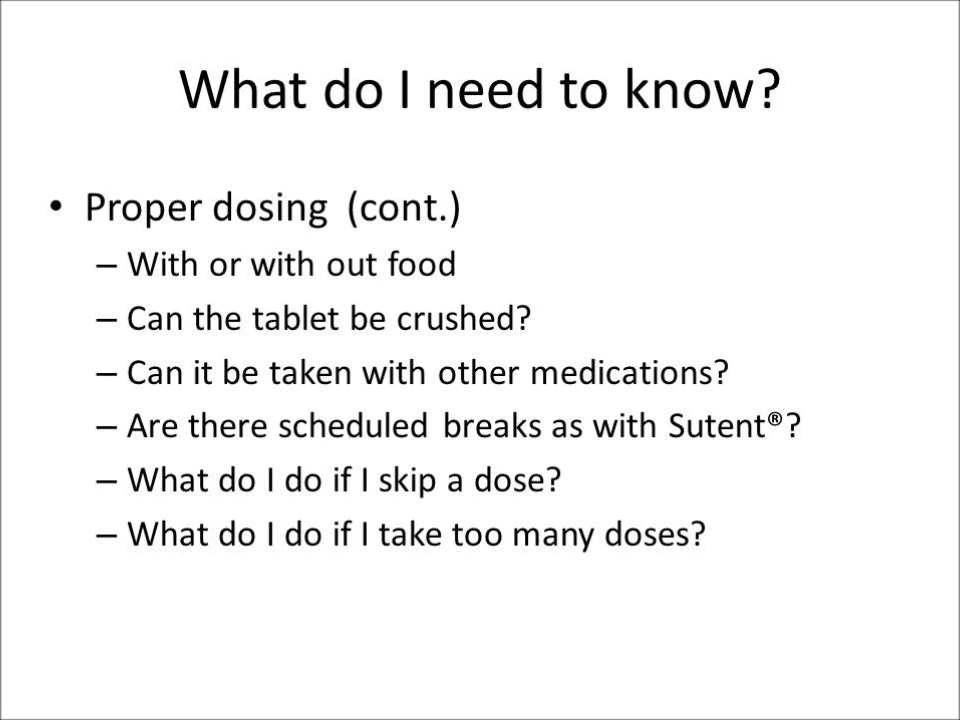 What do I need to know?
• Proper dosing (cont.)
– With or with out food
– Can the tablet be crushed?
– Can it be taken with other medications?
– Are there scheduled breaks as with Sutent®?
– What do I do if I skip a dose?
– What do I do if I take too many doses?